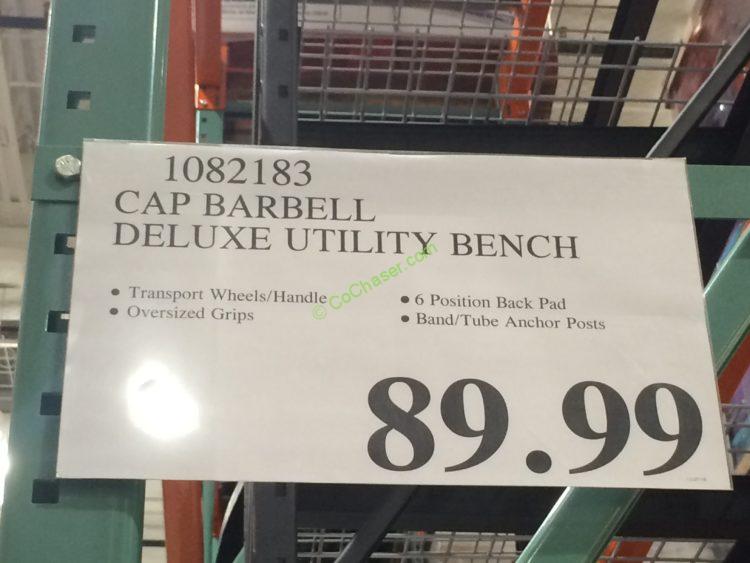 1082183
CAP BARBELL
DELUXE UTILITY BENCH
• Transport Wheels/Handle
• Oversized Grips
• 6 Position Back Pad
• Band/Tube Anchor Posts
© CoChaser.com
89.99